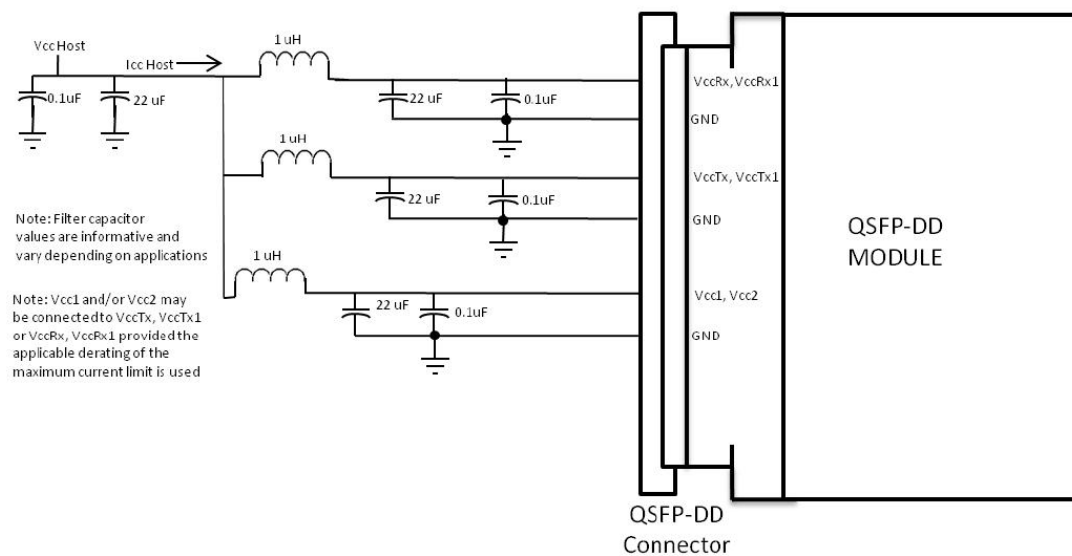 1 uH
Vcc Host
Icc Host
0.1uF
22 uF
22 uF
0.1uF
VccRx, VccRx1
GND
1 uH
22 uF
0.1uF
VccTx, VccTx1
GND
Note: Filter capacitor
values are informative and
vary depending on applications
1 uH
22 uF
0.1uF
Vcc1, Vcc2
GND
Note: Vcc1 and/or Vcc2 may
be connected to VccTx, VccTx1
or VccRx, VccRx1 provided the
applicable derating of the
maximum current limit is used
QSFP-DD
MODULE
QSFP-DD
Connector